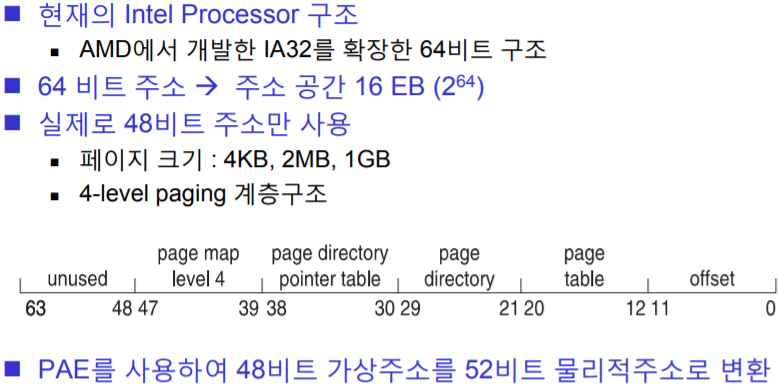 ■ 현재의 Intel Processor 구조
▪ AMD에서 개발한 IA32를 확장한 64비트 구조
■ 64 비트 주소 → 주소 공간 16 EB (2⁶⁴)
■ 실제로 48비트 주소만 사용
▪ 페이지 크기 : 4KB, 2MB, 1GB
▪ 4-level paging 계층구조
page map page directory page page
unused level 4 pointer table directory table offset
63 48 47 39 38 30 29 21 20 12 11 0
■ PAE를 사용하여 48비트 가상주소를 52비트 물리적주소로 변환